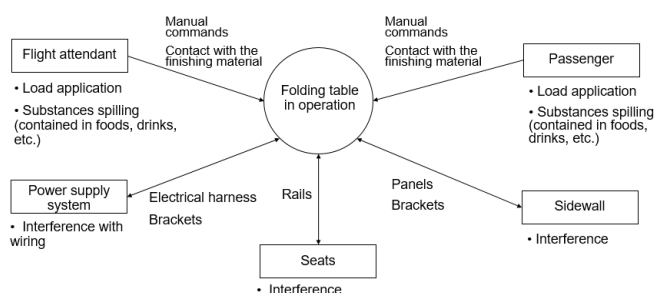 Manual
commands
Contact with the
finishing material
Manual
commands
Contact with the
finishing material
Flight attendant
• Load application
• Substances spilling
(contained in foods, drinks,
etc.)
Folding table
in operation
Passenger
• Load application
• Substances spilling
(contained in foods,
drinks, etc.)
Power supply
system
• Interference with
wiring
Electrical harness
Brackets
Rails
Panels
Brackets
Sidewall
• Interference
Seats
• Interference